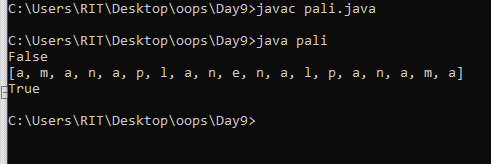 C:\Users\RIT\Desktop\oops\Day9>javac pali.java
C:\Users\RIT\Desktop\oops\Day9>java pali
False
[a, m, a, n, a, p, l, a, n, e, n, a, l, p, a, n, a, m, a]
True
C:\Users\RIT\Desktop\oops\Day9>